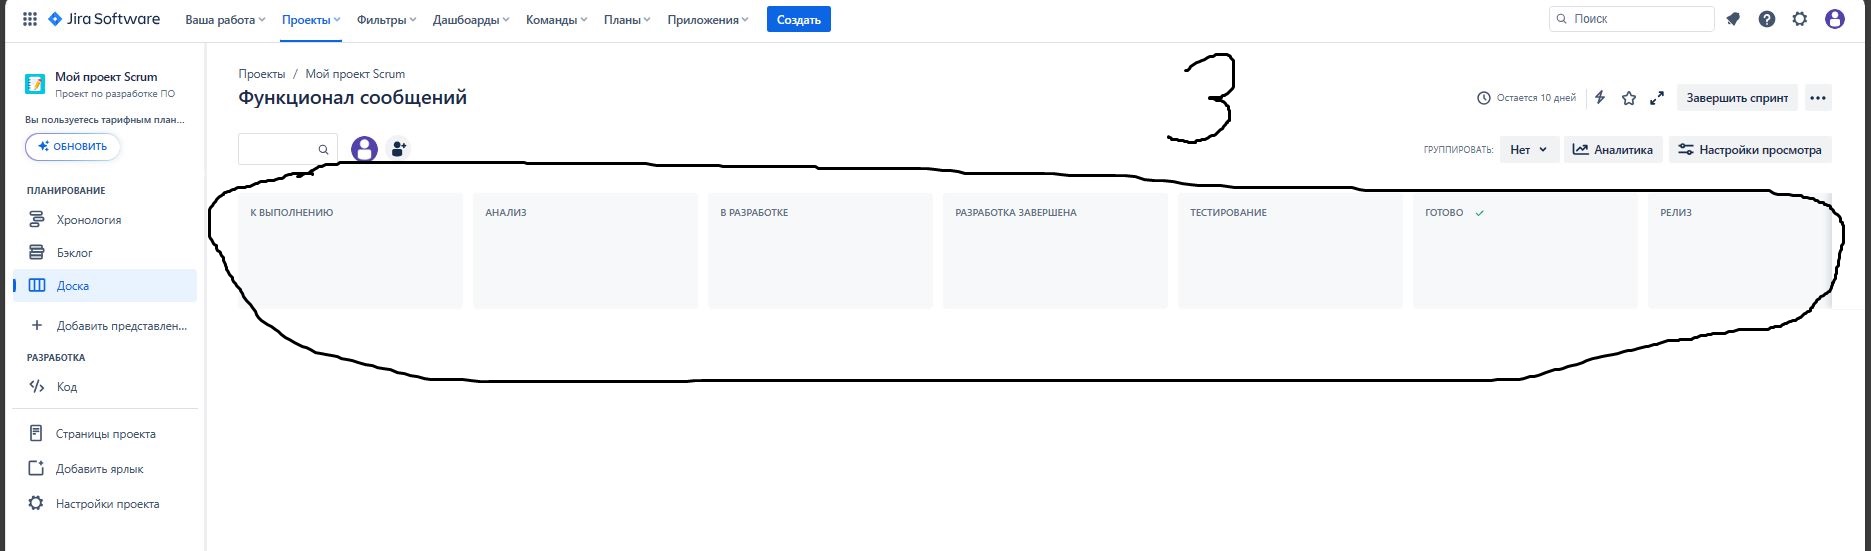 Jira Software Ваша работа Проекты Фильтры Дашборды Команды Планы Приложения Создать Поиск
Мой проект Scrum
Проект по разработке ПО
Вы пользуетесь тарифным план...
ОБНОВИТЬ
ПЛАНИРОВАНИЕ
Хронология
Бэклог
Доска
Добавить представлен...
РАЗРАБОТКА
Код
Страницы проекта
Добавить ярлык
Настройки проекта
Проекты / Мой проект Scrum
3
Функционал сообщений
Остается 10 дней Завершить спринт
ГРУППИРОВАТЬ: Нет Аналитика Настройки просмотра
К ВЫПОЛНЕНИЮ АНАЛИЗ В РАЗРАБОТКЕ РАЗРАБОТКА ЗАВЕРШЕНА ТЕСТИРОВАНИЕ ГОТОВО РЕЛИЗ